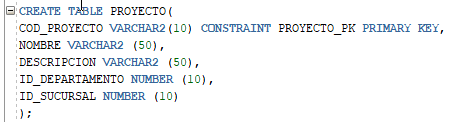 CREATE TABLE PROYECTO(
COD_PROYECTO VARCHAR2(10) CONSTRAINT PROYECTO_PK PRIMARY KEY,
NOMBRE VARCHAR2 (50),
DESCRIPCION VARCHAR2 (50),
ID_DEPARTAMENTO NUMBER (10),
ID_SUCURSAL NUMBER (10)
);